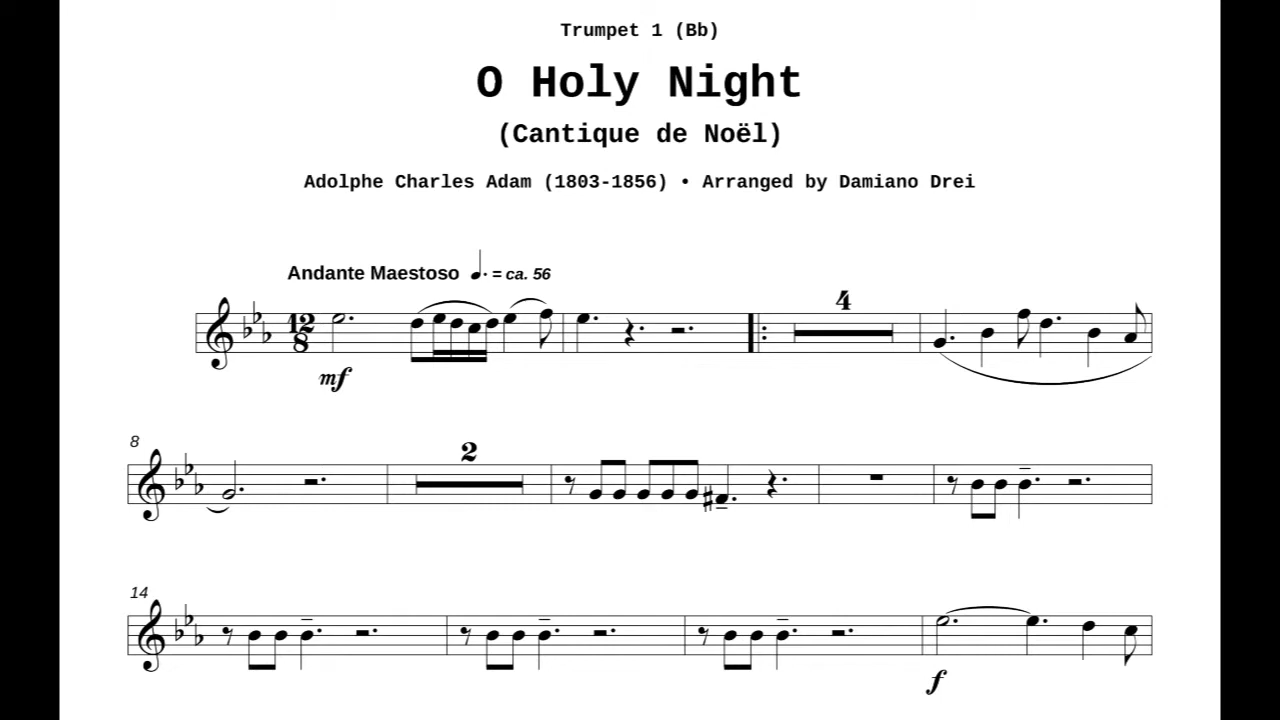 Trumpet 1 (Bb)
O Holy Night
(Cantique de Noël)
Adolphe Charles Adam (1803-1856) • Arranged by Damiano Drei
Andante Maestoso ♩. = ca. 56
12
8
4
mf
8
2
14
f